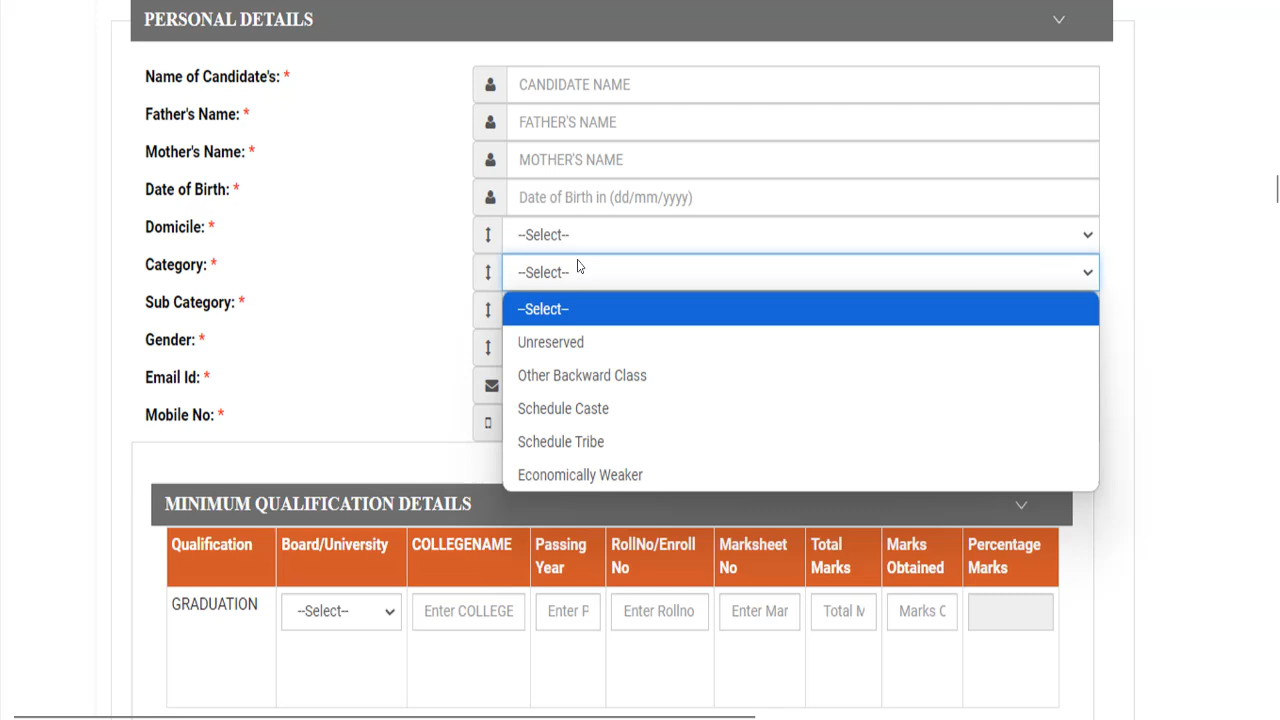 PERSONAL DETAILS
Name of Candidate's: * CANDIDATE NAME
Father's Name: * FATHER'S NAME
Mother's Name: * MOTHER'S NAME
Date of Birth: * Date of Birth in (dd/mm/yyyy)
Domicile: * --Select--
Category: * --Select--
Sub Category: * --Select--
Gender: * Unreserved
Email Id: * Other Backward Class
Mobile No: * Schedule Caste
Schedule Tribe
Economically Weaker
MINIMUM QUALIFICATION DETAILS
Qualification Board/University COLLEGENAME Passing Year RollNo/Enroll No Marksheet No Total Marks Marks Obtained Percentage Marks
GRADUATION --Select-- Enter COLLEGE Enter P Enter Rollno Enter Mar Total M Marks C